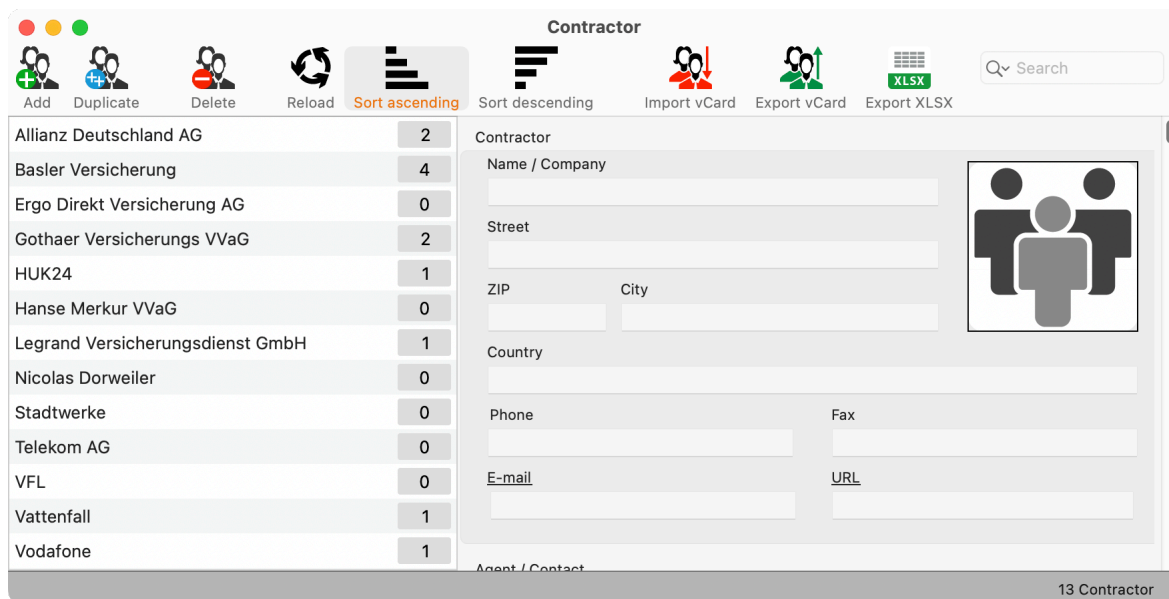 Contractor
Add Duplicate Delete Reload Sort ascending Sort descending Import vCard Export vCard XLSX Export XLSX Search
Allianz Deutschland AG 2
Basler Versicherung 4
Ergo Direkt Versicherung AG 0
Gothaer Versicherungs VVaG 2
HUK24 1
Hanse Merkur VVaG 0
Legrand Versicherungsdienst GmbH 1
Nicolas Dorweiler 0
Stadtwerke 0
Telekom AG 0
VFL 0
Vattenfall 1
Vodafone 1
Contractor
Name / Company
Street
ZIP City
Country
Phone Fax
E-mail URL
Agent / Contact
13 Contractor